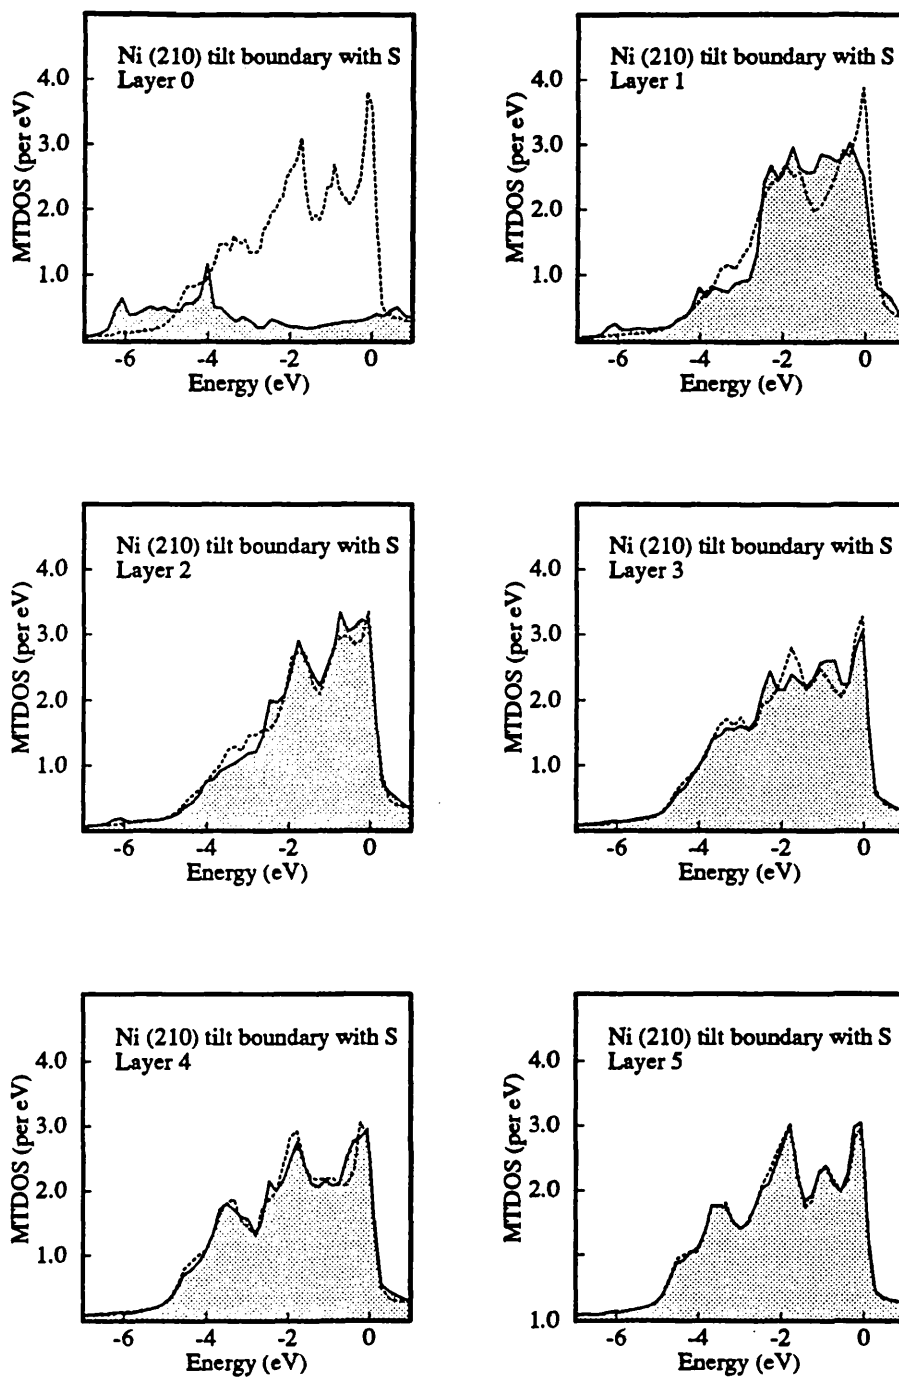 Ni (210) tilt boundary with S
Layer 0
4.0
3.0
2.0
1.0
MTDOS (per eV)
-6
-4
-2
0
Energy (eV)
Ni (210) tilt boundary with S
Layer 1
4.0
3.0
2.0
1.0
MTDOS (per eV)
-6
-4
-2
0
Energy (eV)
Ni (210) tilt boundary with S
Layer 2
4.0
3.0
2.0
1.0
MTDOS (per eV)
-6
-4
-2
0
Energy (eV)
Ni (210) tilt boundary with S
Layer 3
4.0
3.0
2.0
1.0
MTDOS (per eV)
-6
-4
-2
0
Energy (eV)
Ni (210) tilt boundary with S
Layer 4
4.0
3.0
2.0
1.0
MTDOS (per eV)
-6
-4
-2
0
Energy (eV)
Ni (210) tilt boundary with S
Layer 5
4.0
3.0
2.0
1.0
MTDOS (per eV)
-6
-4
-2
0
Energy (eV)